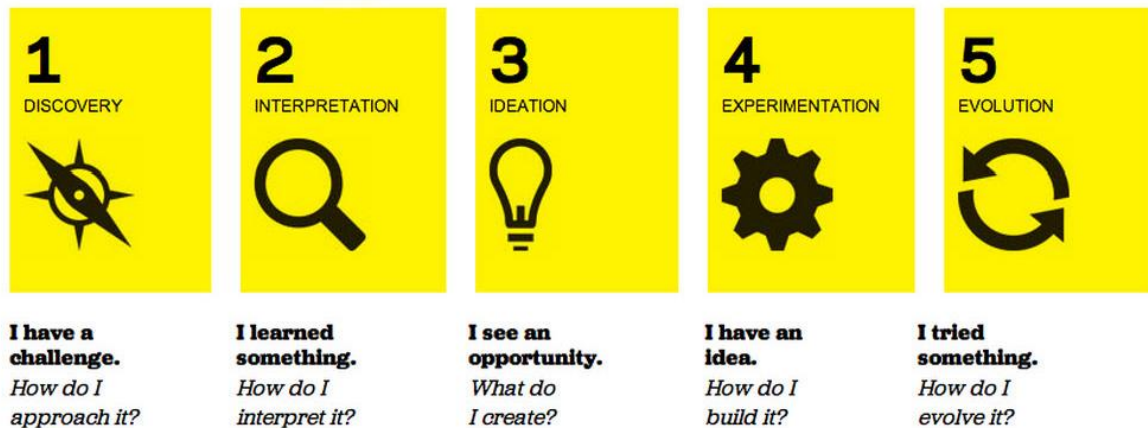 1
DISCOVERY
I have a
challenge.
How do I
approach it?
2
INTERPRETATION
I learned
something.
How do I
interpret it?
3
IDEATION
I see an
opportunity.
What do
I create?
4
EXPERIMENTATION
I have an
idea.
How do I
build it?
5
EVOLUTION
I tried
something.
How do I
evolve it?